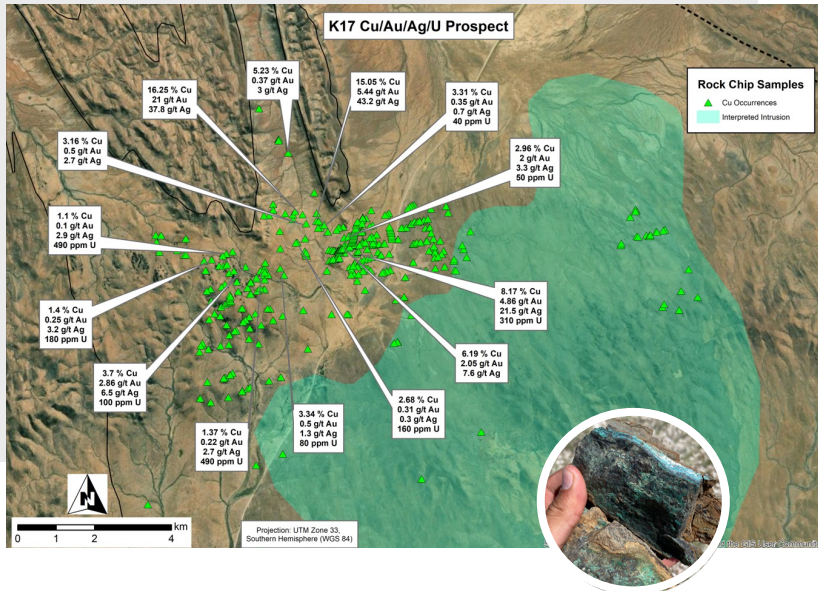 K17 Cu/Au/Ag/U Prospect
5.23 % Cu
0.37 g/t Au
3 g/t Ag
16.25 % Cu
21 g/t Au
37.8 g/t Ag
15.05 % Cu
5.44 g/t Au
43.2 g/t Ag
3.31 % Cu
0.35 g/t Au
0.7 g/t Ag
40 ppm U
Rock Chip Samples
Cu Occurrences
Interpreted Intrusion
3.16 % Cu
0.5 g/t Au
2.7 g/t Ag
2.96 % Cu
2 g/t Au
3.3 g/t Ag
50 ppm U
1.1 % Cu
0.1 g/t Au
2.9 g/t Ag
490 ppm U
8.17 % Cu
4.86 g/t Au
21.5 g/t Ag
310 ppm U
1.4 % Cu
0.25 g/t Au
3.2 g/t Ag
180 ppm U
6.19 % Cu
2.05 g/t Au
7.6 g/t Ag
3.7 % Cu
2.86 g/t Au
6.5 g/t Ag
100 ppm U
2.68 % Cu
0.31 g/t Au
0.3 g/t Ag
160 ppm U
3.34 % Cu
0.5 g/t Au
1.3 g/t Ag
80 ppm U
1.37 % Cu
0.22 g/t Au
2.7 g/t Ag
490 ppm U
N
km
0 1 2 4
Projection: UTM Zone 33,
Southern Hemisphere (WGS 84)
the GIS User Community